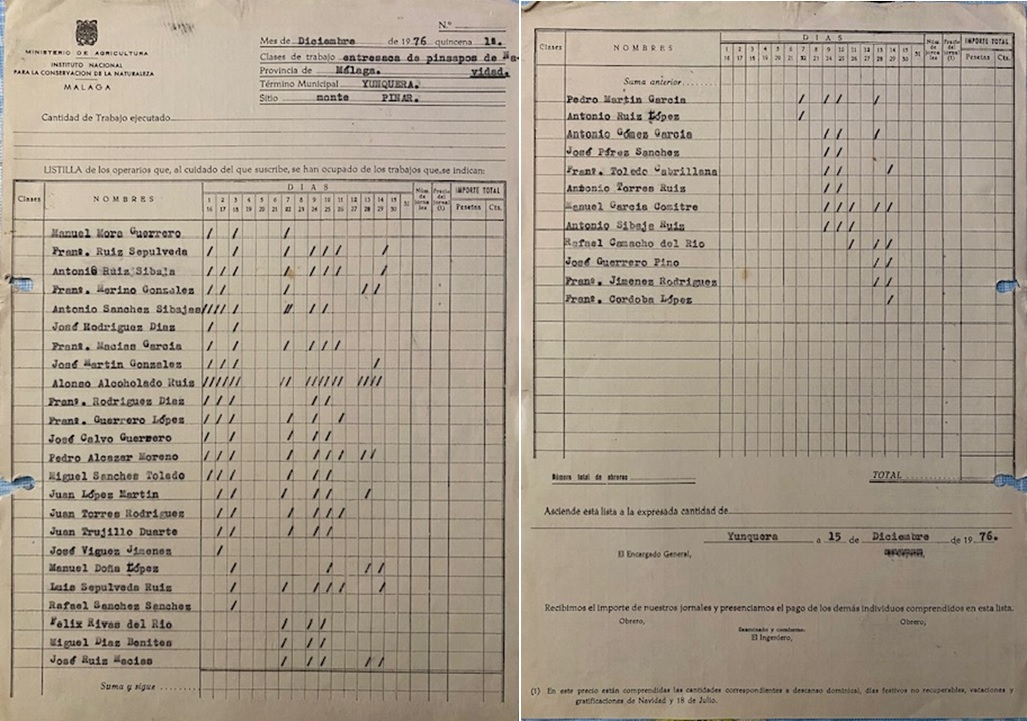 MINISTERIO DE AGRICULTURA
INSTITUTO NACIONAL
PARA LA CONSERVACION DE LA NATURALEZA
MALAGA
N.º
Mes de Diciembre de 1976 quincena 1ª.
Clases de trabajo entresaca de pinsapos de Na-
Provincia de Málaga. vidad.
Término Municipal YUNQUERA.
Sitio monte PINAR.
Cantidad de Trabajo ejecutado
LISTILLA de los operarios que, al cuidado del que suscribe, se han ocupado de los trabajos que se indican:
Clases NOMBRES DIAS Núm. de jornales Precio del jornal (1) IMPORTE TOTAL
1 2 3 4 5 6 7 8 9 10 11 12 13 14 15 31 Pesetas Cts.
16 17 18 19 20 21 22 23 24 25 26 27 28 29 30
Manuel Mora Guerrero / / /
Franº. Ruiz Sepulveda / / / / / / /
Antonio Ruiz Sibaja / / / / / / /
Franº. Merino Gonzalez / / / / /
Antonio Sanchez Sibajas //// // / /
José Rodriguez Diaz / /
Franº. Macias Garcia / / / / / /
José Martin Gonzalez / / /
Alonso Alcoholado Ruiz ////// // ////// ////
Franº. Rodriguez Diaz / / / / /
Franº. Guerrero López / / / / / /
José Calvo Guerrero / / / / /
Pedro Alcazar Moreno / / / / / / / / /
Miguel Sanchez Toledo / / / / / /
Juan López Martin / / / / / /
Juan Torres Rodriguez / / / / / /
Juan Trujillo Duarte / / / / /
José Viguez Jimenez /
Manuel Doña López / / / /
Luis Sepulveda Ruiz / / / / / /
Rafael Sanchez Sanchez /
Felix Rivas del Rio / / /
Miguel Diaz Benites / / /
José Ruiz Macias / / / / /
Suma y sigue
Clases NOMBRES DIAS Núm. de jornales Precio del jornal (1) IMPORTE TOTAL
1 2 3 4 5 6 7 8 9 10 11 12 13 14 15 31 Pesetas Cts.
16 17 18 19 20 21 22 23 24 25 26 27 28 29 30
Suma anterior
Pedro Martin Garcia / / / /
Antonio Ruiz López /
Antonio Gómez Garcia / / /
José Pérez Sanchez / /
Franº. Toledo Cabrillana / / /
Antonio Torres Ruiz / /
Manuel Garcia Comitre / / / / /
Antonio Sibaja Ruiz / / /
Rafael Camacho del Rio / / /
José Guerrero Pino / /
Franº. Jimenez Rodriguez / /
Franº. Cordoba López /
Número total de obreros
TOTAL
Asciende esta lista a la expresada cantidad de
Yunquera a 15 de Diciembre de 1976.
El Encargado General,
Recibimos el importe de nuestros jornales y presenciamos el pago de los demás individuos comprendidos en esta lista.
Obrero, Examinado y conforme. Obrero,
El Ingeniero,
(1) En este precio están comprendidas las cantidades correspondientes a descanso dominical, días festivos no recuperables, vacaciones y
gratificaciones de Navidad y 18 de Julio.